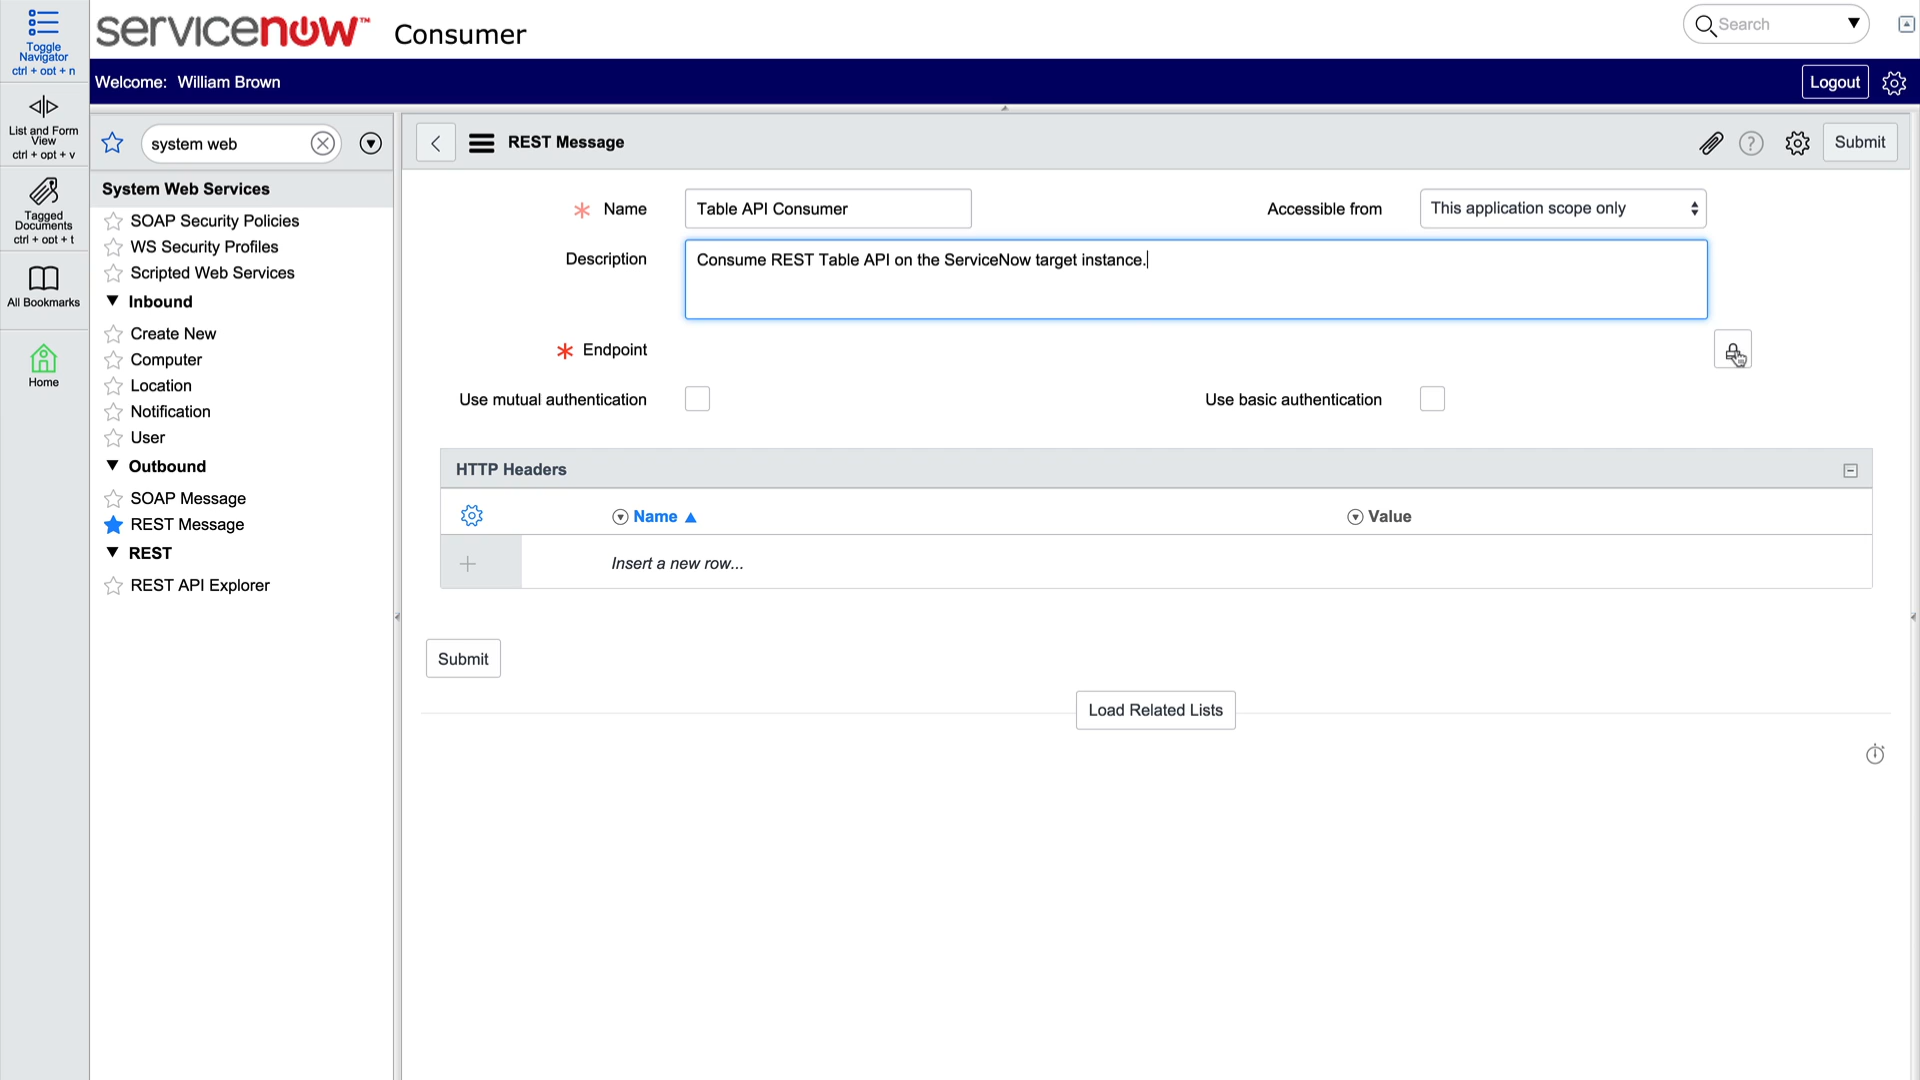 Toggle
Navigator
ctrl + opt + n
List and Form
View
ctrl + opt + v
Tagged
Documents
ctrl + opt + t
All Bookmarks
Home
servicenow™ Consumer
Search
Welcome: William Brown
Logout
system web
System Web Services
SOAP Security Policies
WS Security Profiles
Scripted Web Services
Inbound
Create New
Computer
Location
Notification
User
Outbound
SOAP Message
REST Message
REST
REST API Explorer
REST Message
Submit
* Name Table API Consumer
Accessible from This application scope only
Description Consume REST Table API on the ServiceNow target instance.
* Endpoint
Use mutual authentication
Use basic authentication
HTTP Headers
Name
Value
Insert a new row...
Submit
Load Related Lists